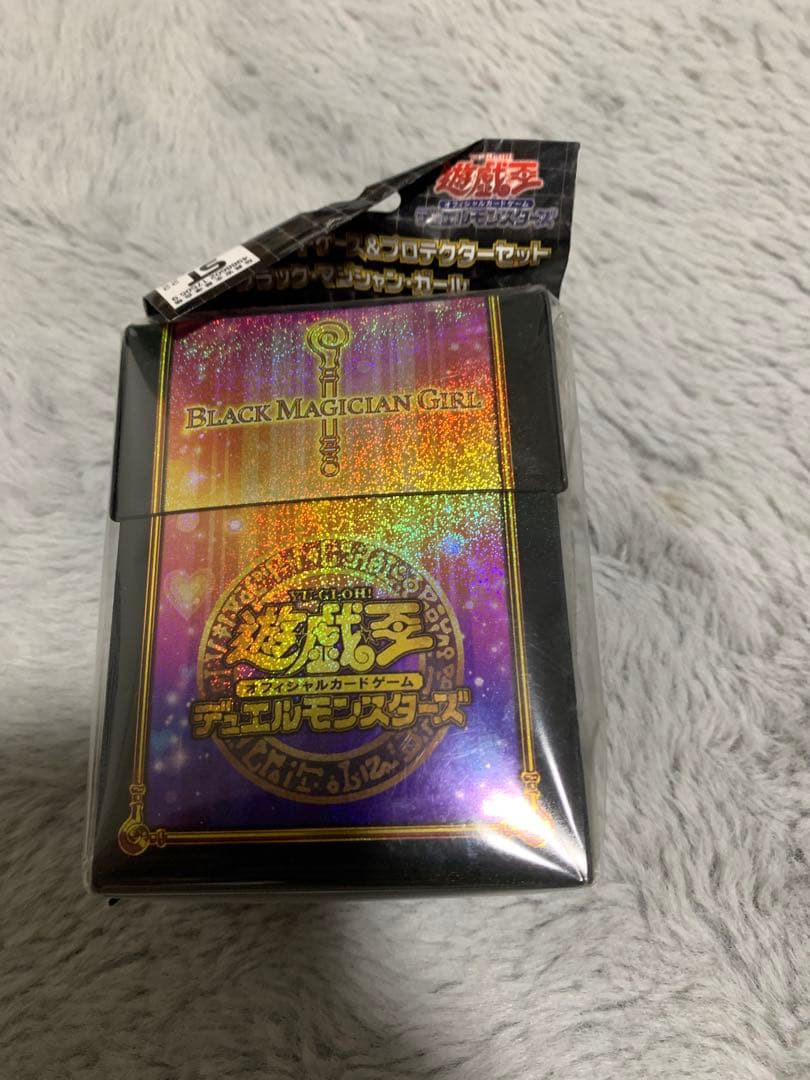 遊戯王
オフィシャルカードゲーム
デュエルモンスターズ
ドケース&プロテクターセット
ブラック・マジシャン・ガール
ST
BLACK MAGICIAN GIRL
YU-GI-OH!
遊戯王
オフィシャルカードゲーム
デュエルモンスターズ